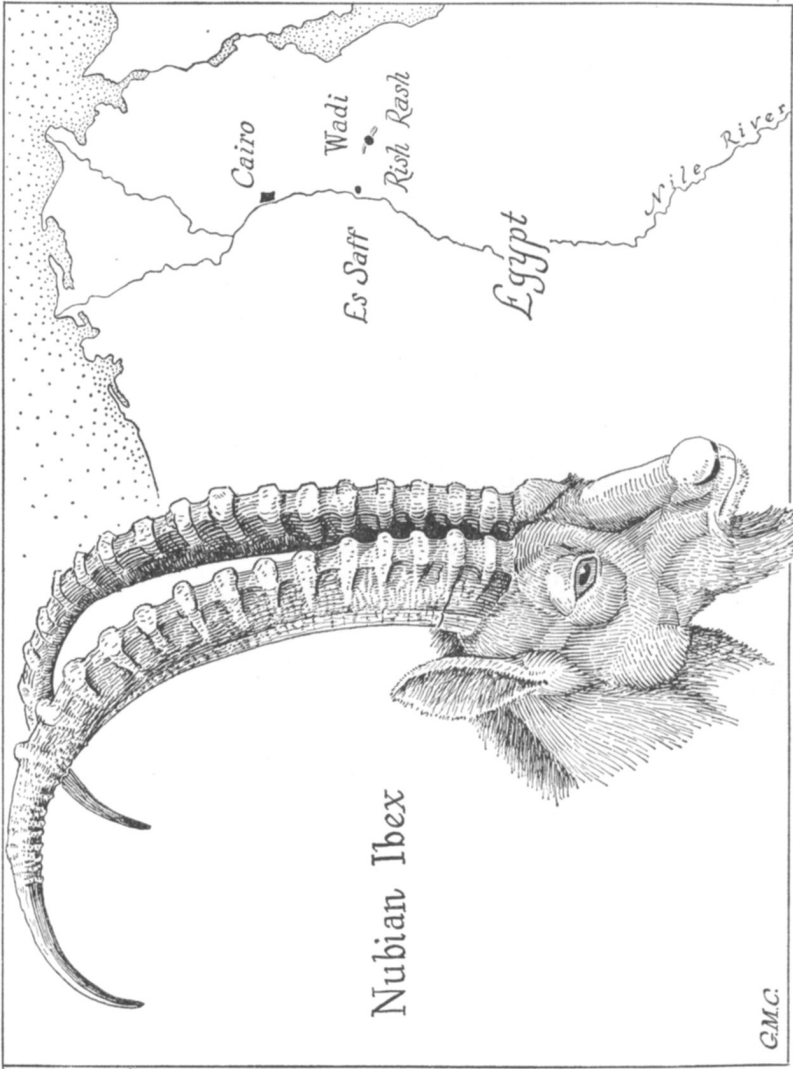 Cairo
Wadi
Rish Rash
Es Saff
Egypt
Nile River
Nubian Ibex
G.M.C.